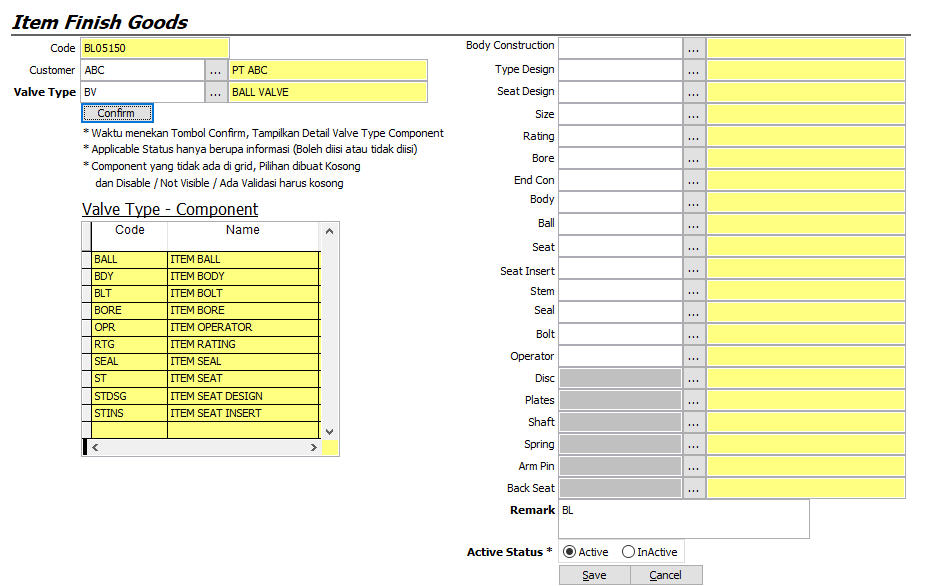 Item Finish Goods
Code BL05150
Customer ABC ... PT ABC
Valve Type BV ... BALL VALVE
Confirm
* Waktu menekan Tombol Confirm, Tampilkan Detail Valve Type Component
* Applicable Status hanya berupa informasi (Boleh diisi atau tidak diisi)
* Component yang tidak ada di grid, Pilihan dibuat Kosong
dan Disable / Not Visible / Ada Validasi harus kosong
Valve Type - Component
Code Name
BALL ITEM BALL
BDY ITEM BODY
BLT ITEM BOLT
BORE ITEM BORE
OPR ITEM OPERATOR
RTG ITEM RATING
SEAL ITEM SEAL
ST ITEM SEAT
STDSG ITEM SEAT DESIGN
STINS ITEM SEAT INSERT
Body Construction ...
Type Design ...
Seat Design ...
Size ...
Rating ...
Bore ...
End Con ...
Body ...
Ball ...
Seat ...
Seat Insert ...
Stem ...
Seal ...
Bolt ...
Operator ...
Disc ...
Plates ...
Shaft ...
Spring ...
Arm Pin ...
Back Seat ...
Remark BL
Active Status * Active InActive
Save Cancel